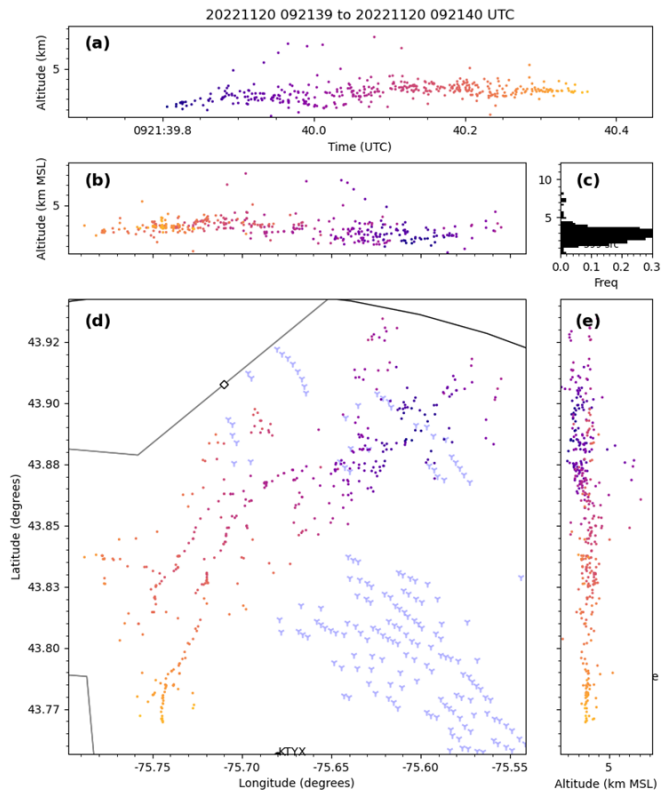 20221120 092139 to 20221120 092140 UTC
(a)
Altitude (km)
5
0921:39.8
40.0
40.2
40.4
Time (UTC)
(b)
Altitude (km MSL)
5
(c)
10
5
0.0
0.1
0.2
0.3
Freq
(d)
Latitude (degrees)
43.92
43.90
43.88
43.85
43.83
43.80
43.77
KTYX
-75.75
-75.70
-75.65
-75.60
-75.55
Longitude (degrees)
(e)
e
5
Altitude (km MSL)